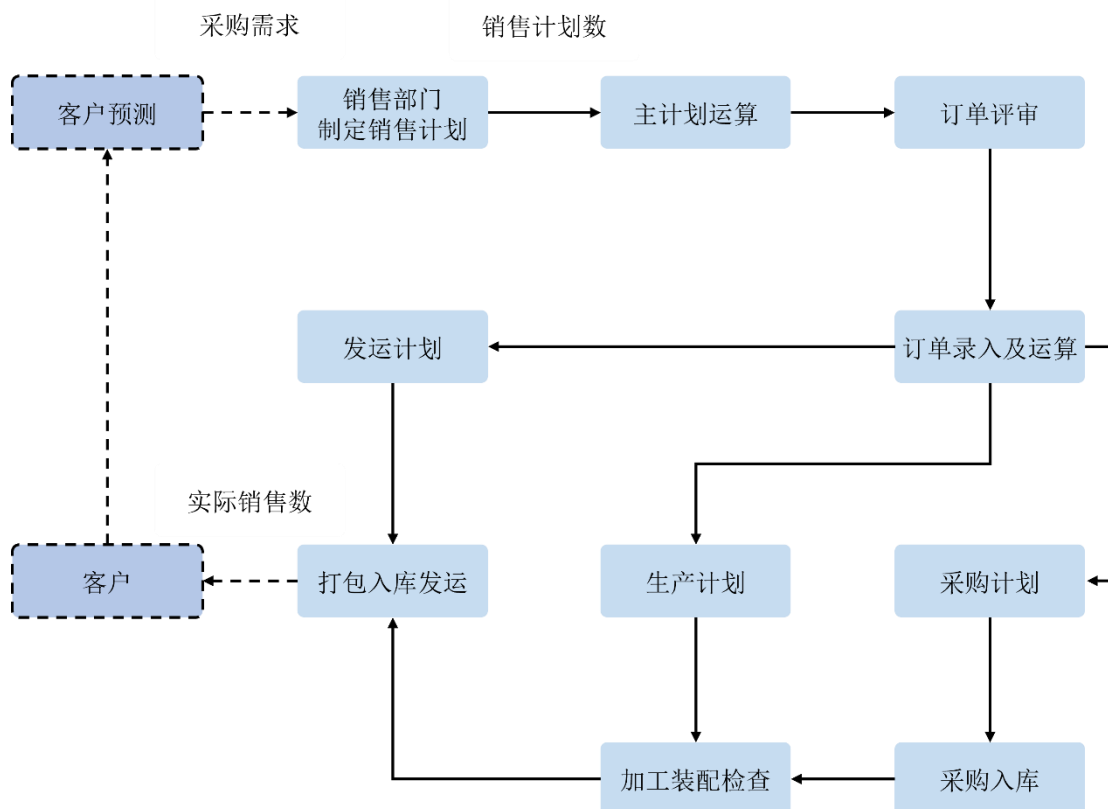 采购需求
销售计划数
客户预测
销售部门
制定销售计划
主计划运算
订单评审
发运计划
订单录入及运算
实际销售数
客户
打包入库发运
生产计划
采购计划
加工装配检查
采购入库